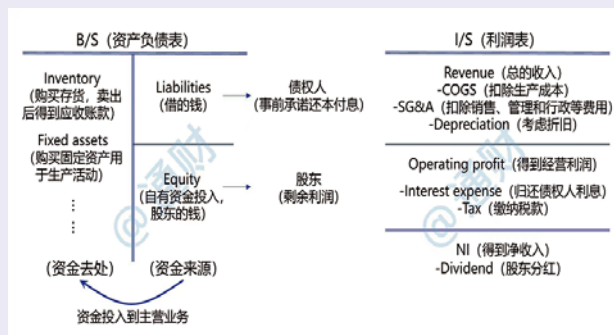 B/S（资产负债表）
Inventory
（购买存货，卖出
后得到应收账款）
Fixed assets
（购买固定资产用
于生产活动）
⋮
⋮
（资金去处）
Liabilities
（借的钱）
Equity
（自有资金投入，
股东的钱）
（资金来源）
债权人
（事前承诺还本付息）
股东
（剩余利润）
资金投入到主营业务
I/S（利润表）
Revenue（总的收入）
-COGS（扣除生产成本）
-SG&A（扣除销售、管理和行政等费用）
-Depreciation（考虑折旧）
Operating profit（得到经营利润）
-Interest expense（归还债权人利息）
-Tax（缴纳税款）
NI（得到净收入）
-Dividend（股东分红）
@通财
@通财